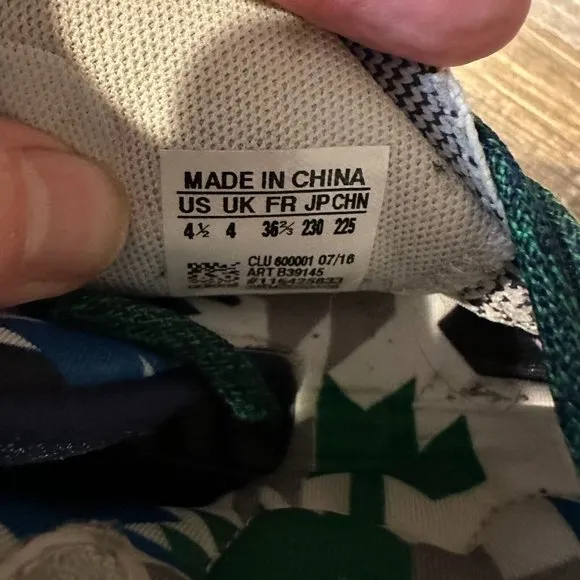 MADE IN CHINA
US UK FR JP CHN
4½ 4 36⅔ 230 225
CLU 600001 07/16
ART B39145
#115425833